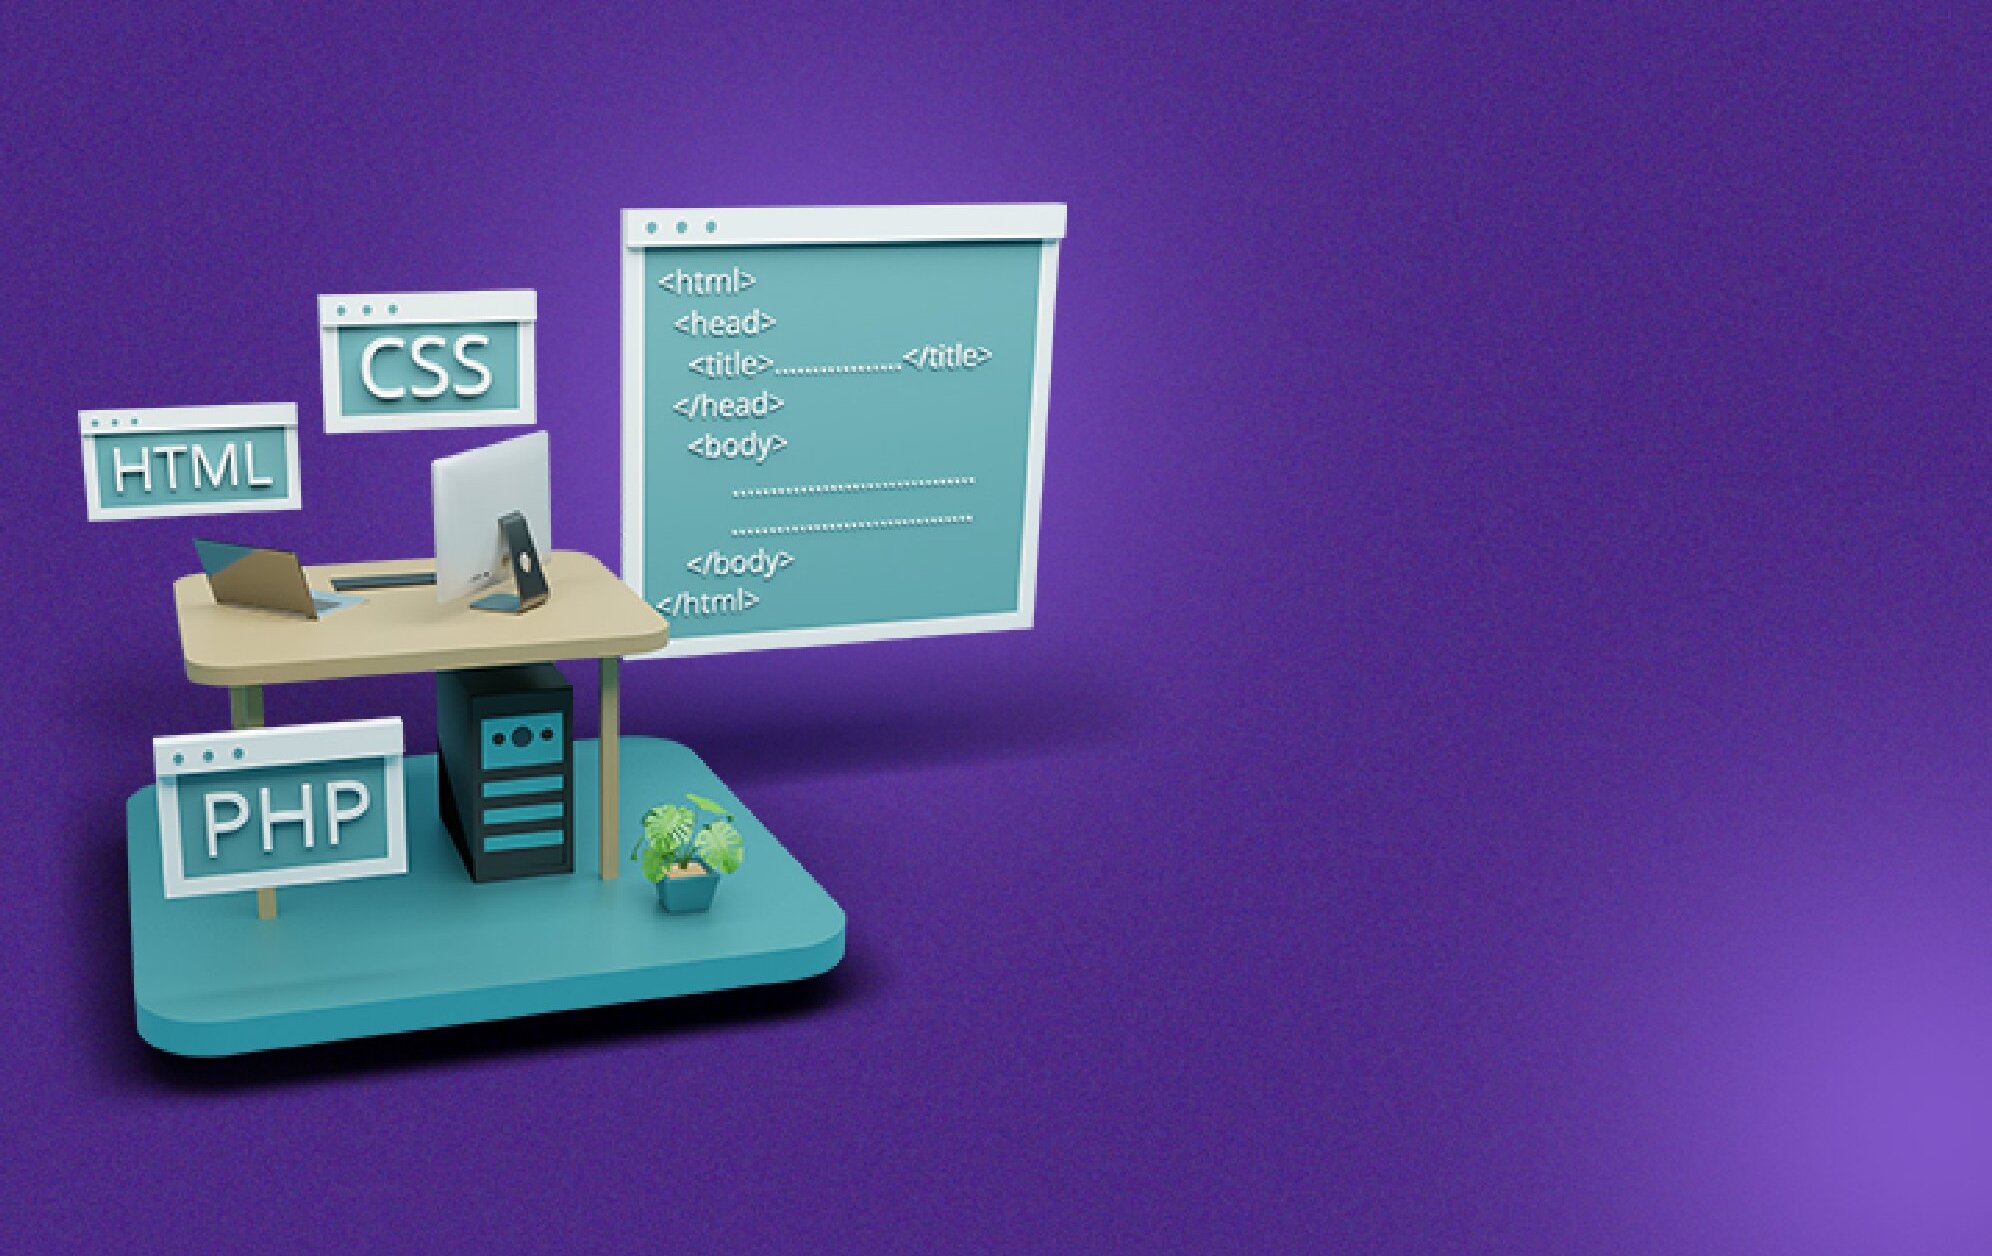 <html>
<head>
<title>.................</title>
</head>
<body>
................................
................................
</body>
</html>
CSS
HTML
PHP